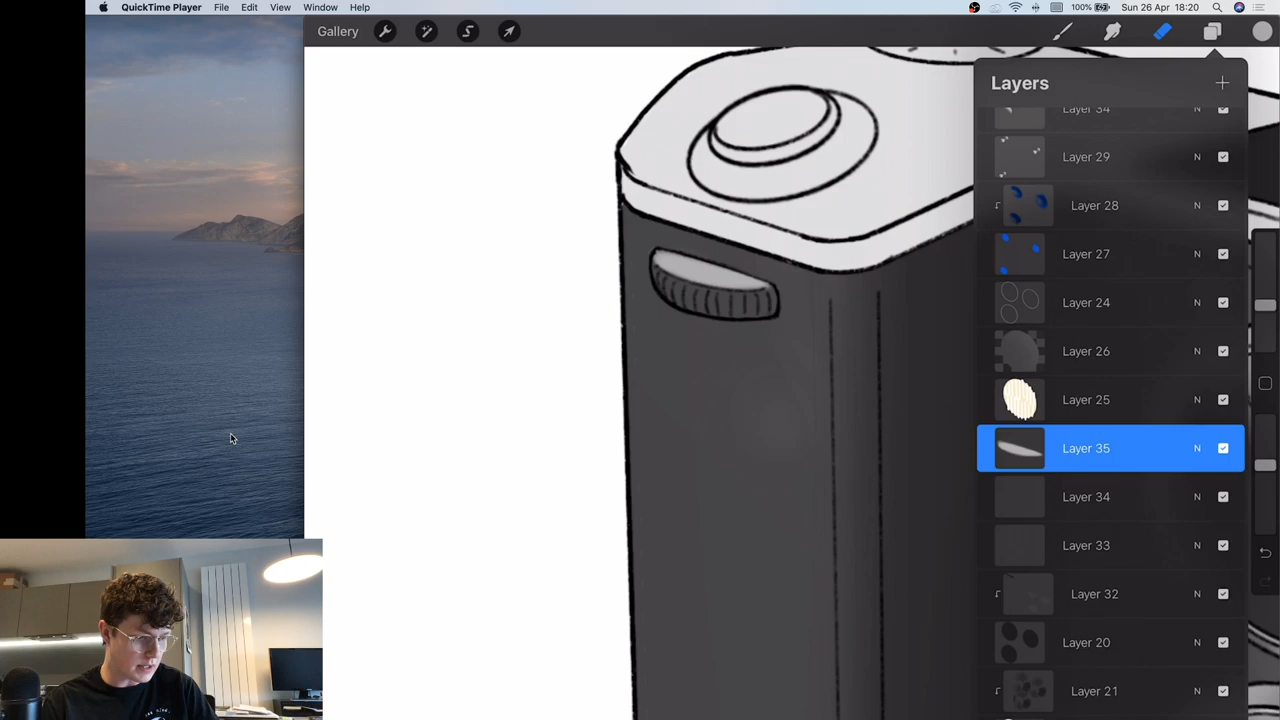 QuickTime Player File Edit View Window Help 100% Sun 26 Apr 18:20
Gallery
Layers
Layer 34 N
Layer 29 N
Layer 28 N
Layer 27 N
Layer 24 N
Layer 26 N
Layer 25 N
Layer 35 N
Layer 34 N
Layer 33 N
Layer 32 N
Layer 20 N
Layer 21 N